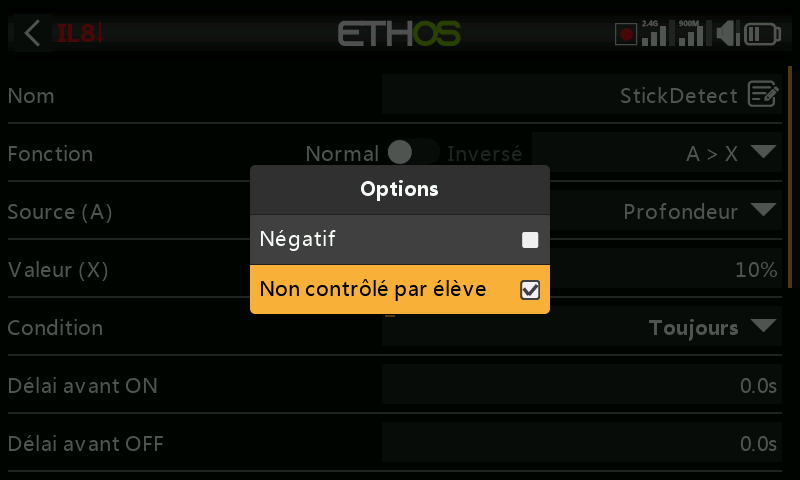 IL8
ETHOS
2.4G
900M
Nom
StickDetect
Fonction
Normal
Inversé
A > X
Options
Source (A)
Profondeur
Négatif
Valeur (X)
10%
Non contrôlé par élève
Condition
Toujours
Délai avant ON
0.0s
Délai avant OFF
0.0s